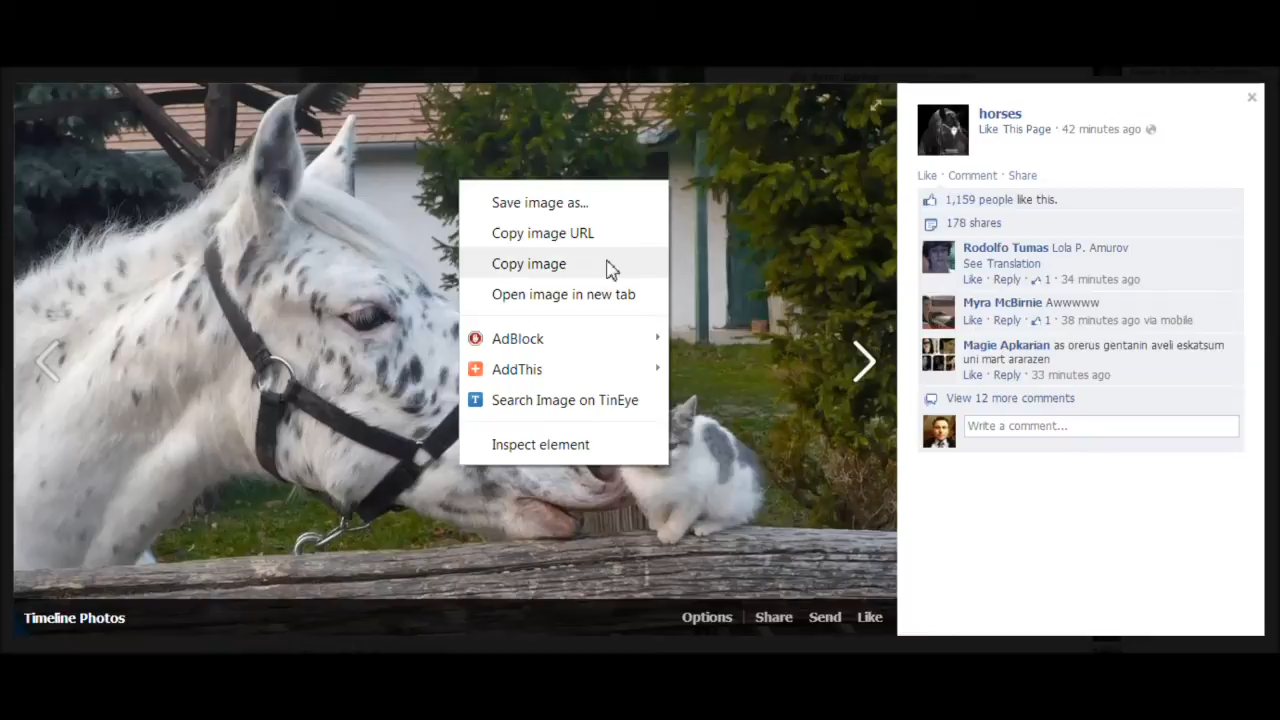 Save image as...
Copy image URL
Copy image
Open image in new tab
AdBlock
AddThis
T
Search Image on TinEye
Inspect element
Timeline Photos
Options
Share
Send
Like
horses
Like This Page · 42 minutes ago
Like · Comment · Share
1,159 people like this.
178 shares
Rodolfo Tumas Lola P. Amurov
See Translation
Like · Reply · 1 · 34 minutes ago
Myra McBirnie Awwwww
Like · Reply · 1 · 38 minutes ago via mobile
Magie Apkarian as orerus gentanin aveli eskatsum
uni mart ararazen
Like · Reply · 33 minutes ago
View 12 more comments
Write a comment...